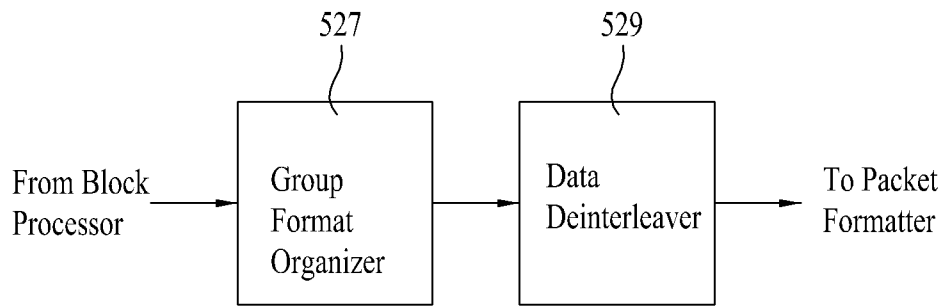 527
529
From Block
Processor
Group
Format
Organizer
Data
Deinterleaver
To Packet
Formatter